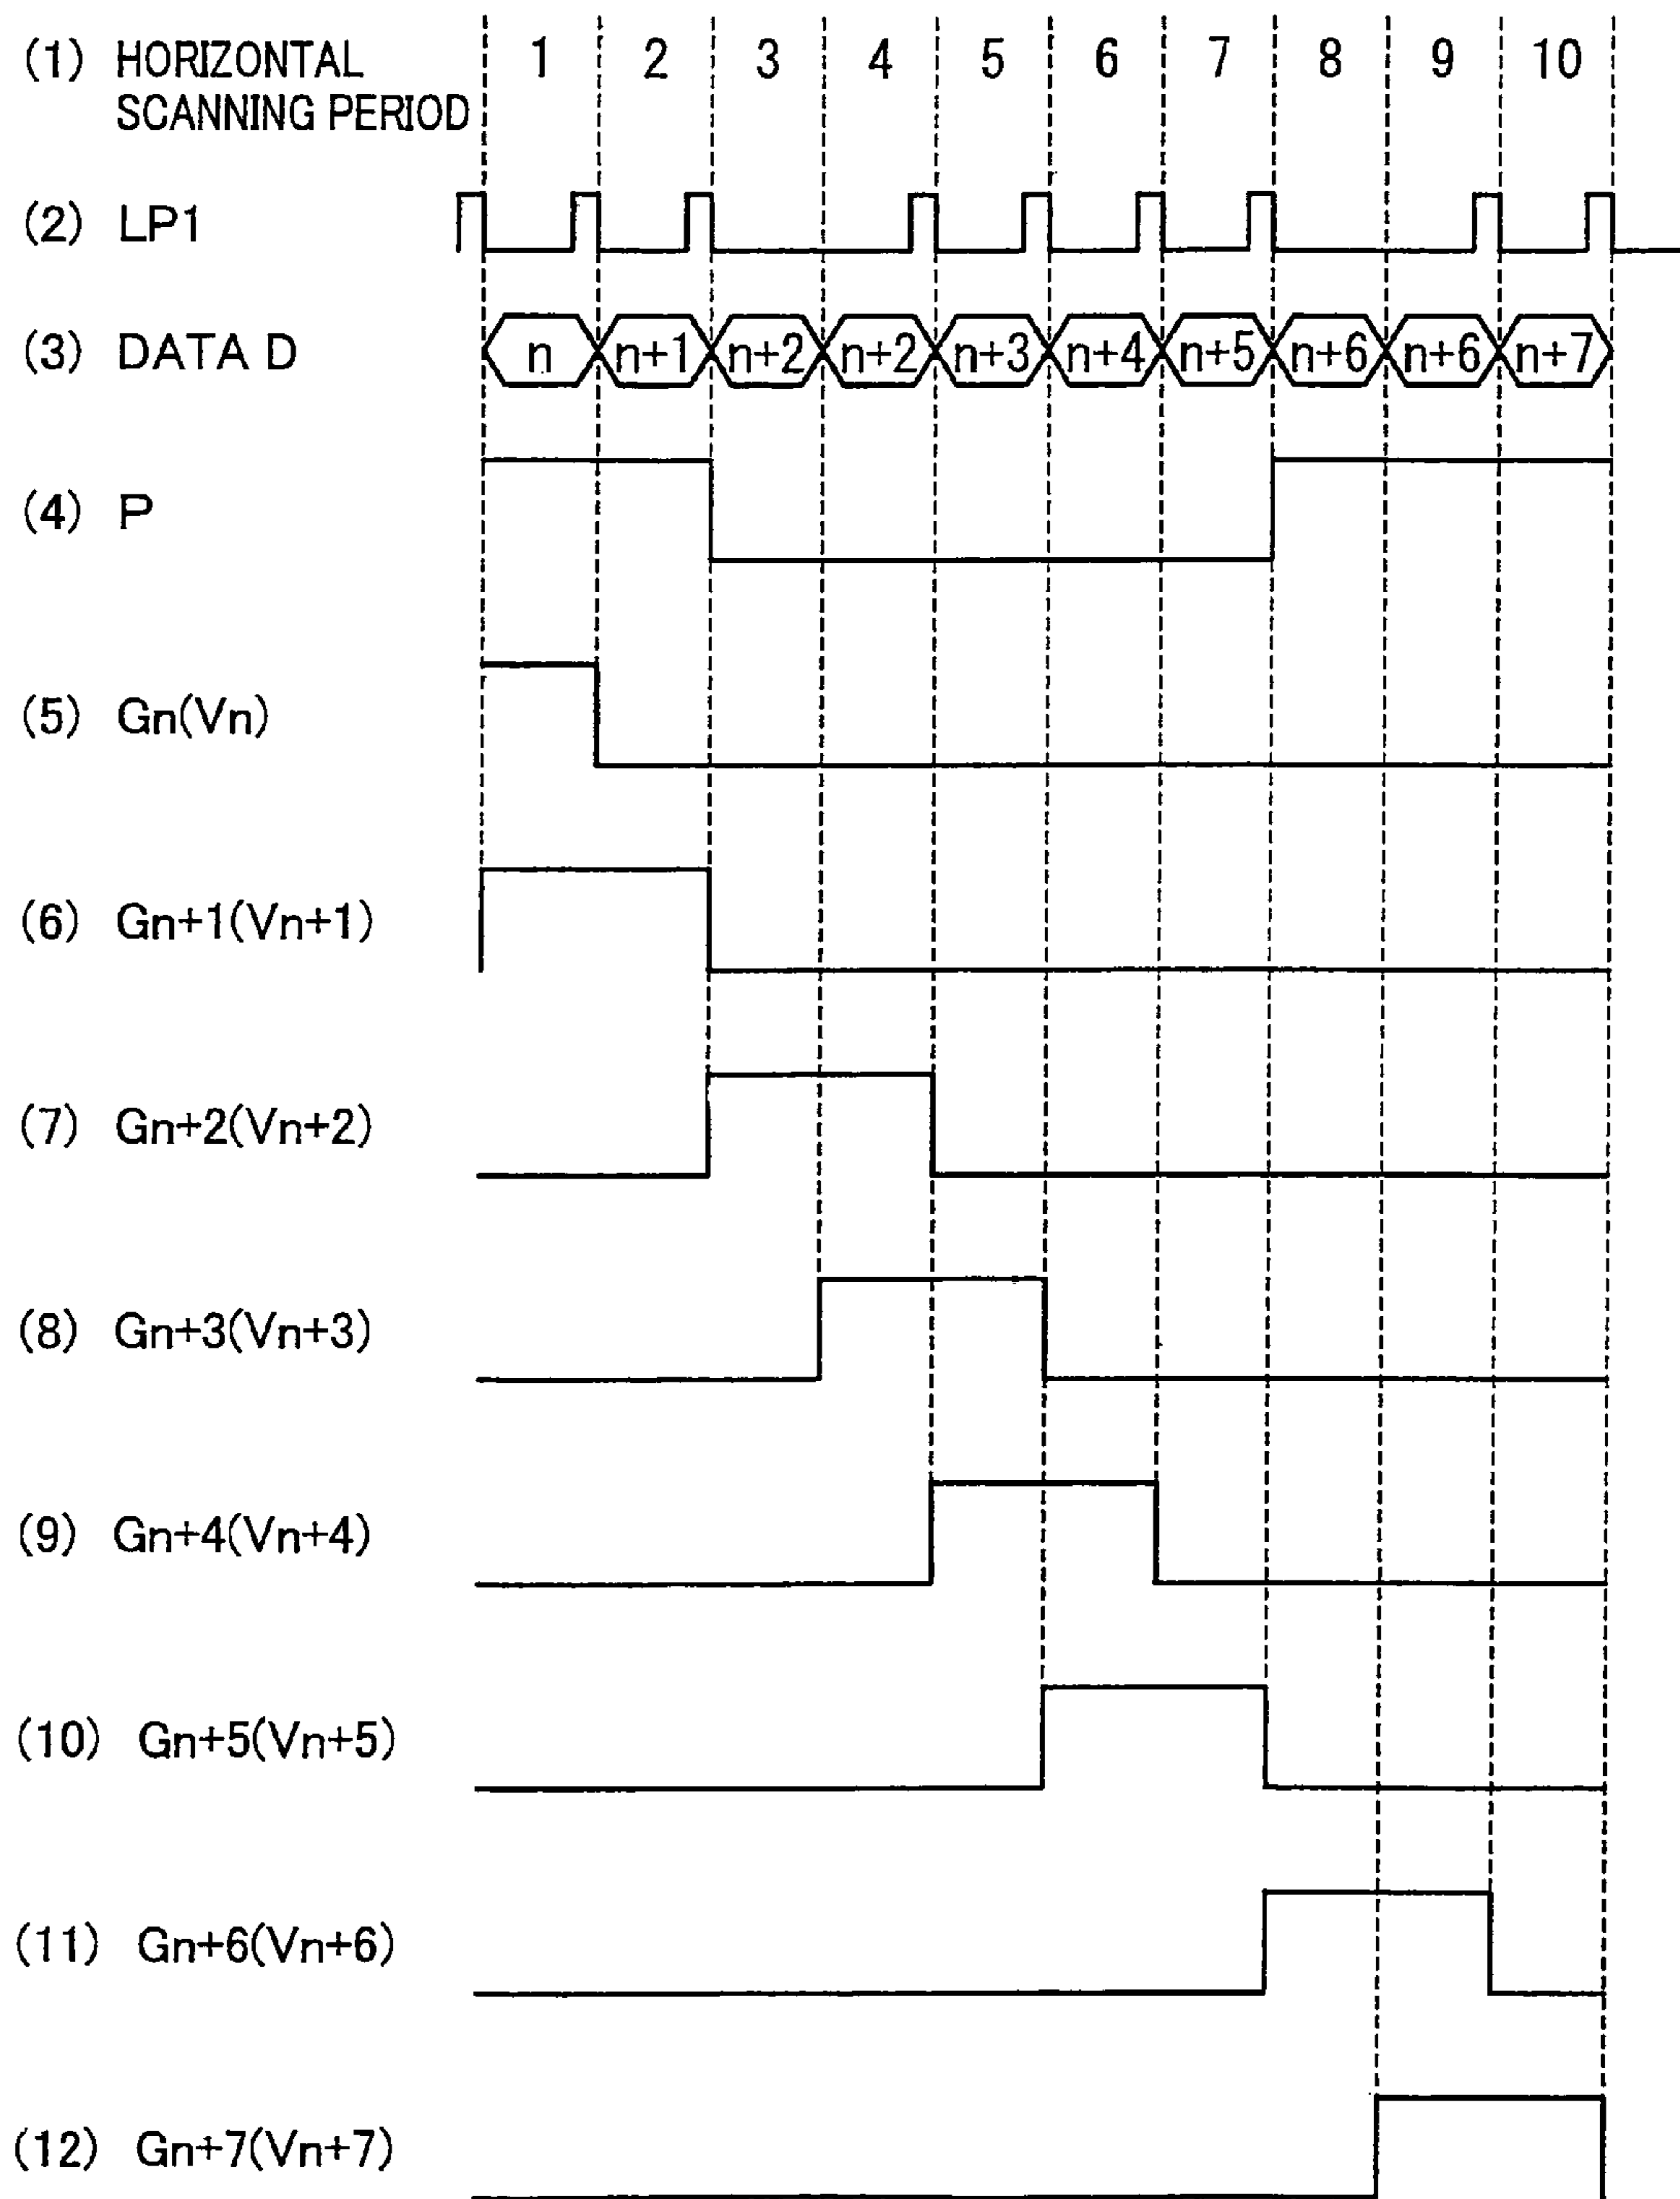 (1) HORIZONTAL SCANNING PERIOD 1 2 3 4 5 6 7 8 9 10
(2) LP1
(3) DATA D n n+1 n+2 n+2 n+3 n+4 n+5 n+6 n+6 n+7
(4) P
(5) Gn(Vn)
(6) Gn+1(Vn+1)
(7) Gn+2(Vn+2)
(8) Gn+3(Vn+3)
(9) Gn+4(Vn+4)
(10) Gn+5(Vn+5)
(11) Gn+6(Vn+6)
(12) Gn+7(Vn+7)